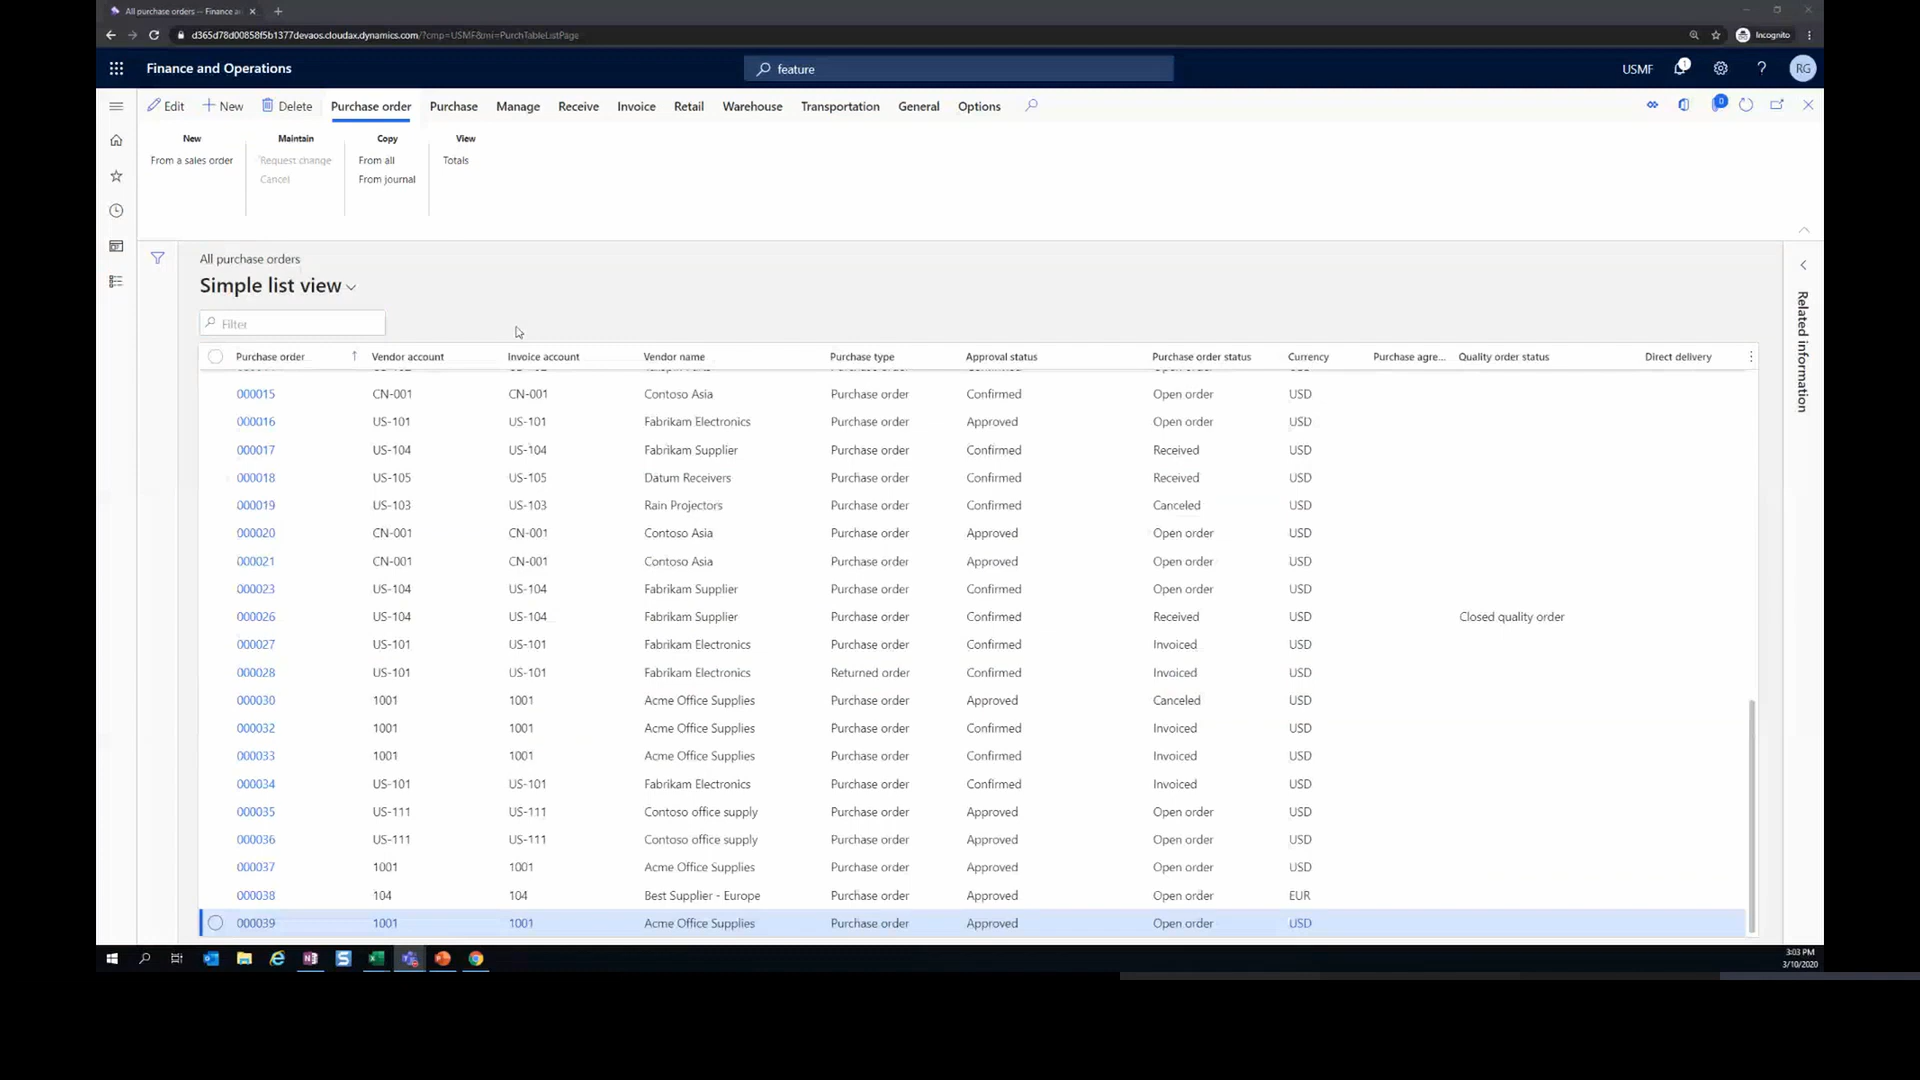 All purchase orders -- Finance a
d365d78d00858f5b1377devaos.cloudax.dynamics.com/?cmp=USMF&mi=PurchTableListPage
Incognito
Finance and Operations
feature
USMF
1
?
RG
Edit New Delete Purchase order Purchase Manage Receive Invoice Retail Warehouse Transportation General Options
0
New Maintain Copy View
From a sales order Request change From all Totals
Cancel From journal
All purchase orders
Simple list view
Filter
Related information
Purchase order Vendor account Invoice account Vendor name Purchase type Approval status Purchase order status Currency Purchase agre... Quality order status Direct delivery
000015 CN-001 CN-001 Contoso Asia Purchase order Confirmed Open order USD
000016 US-101 US-101 Fabrikam Electronics Purchase order Approved Open order USD
000017 US-104 US-104 Fabrikam Supplier Purchase order Confirmed Received USD
000018 US-105 US-105 Datum Receivers Purchase order Confirmed Received USD
000019 US-103 US-103 Rain Projectors Purchase order Confirmed Canceled USD
000020 CN-001 CN-001 Contoso Asia Purchase order Approved Open order USD
000021 CN-001 CN-001 Contoso Asia Purchase order Approved Open order USD
000023 US-104 US-104 Fabrikam Supplier Purchase order Confirmed Open order USD
000026 US-104 US-104 Fabrikam Supplier Purchase order Confirmed Received USD Closed quality order
000027 US-101 US-101 Fabrikam Electronics Purchase order Confirmed Invoiced USD
000028 US-101 US-101 Fabrikam Electronics Returned order Confirmed Invoiced USD
000030 1001 1001 Acme Office Supplies Purchase order Approved Canceled USD
000032 1001 1001 Acme Office Supplies Purchase order Confirmed Invoiced USD
000033 1001 1001 Acme Office Supplies Purchase order Confirmed Invoiced USD
000034 US-101 US-101 Fabrikam Electronics Purchase order Confirmed Invoiced USD
000035 US-111 US-111 Contoso office supply Purchase order Approved Open order USD
000036 US-111 US-111 Contoso office supply Purchase order Approved Open order USD
000037 1001 1001 Acme Office Supplies Purchase order Approved Open order USD
000038 104 104 Best Supplier - Europe Purchase order Approved Open order EUR
000039 1001 1001 Acme Office Supplies Purchase order Approved Open order USD
3:03 PM
3/10/2020